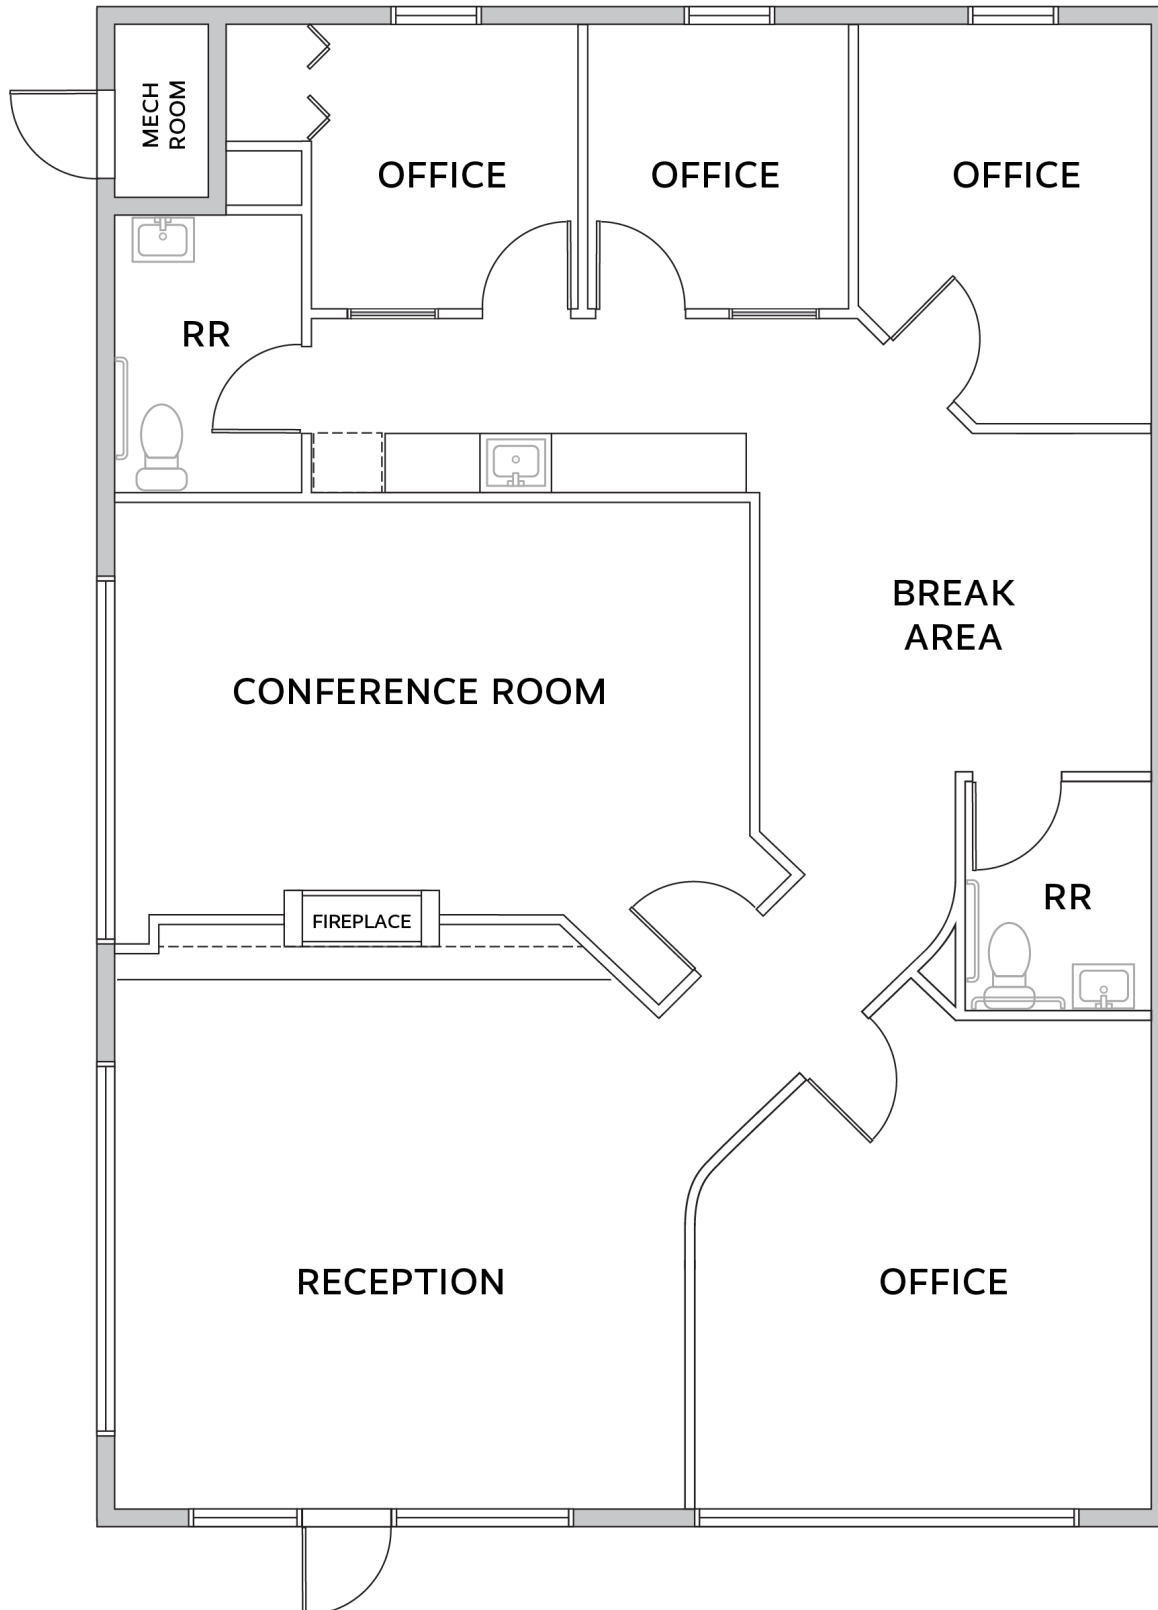 MECH
ROOM
OFFICE
OFFICE
OFFICE
RR
BREAK
AREA
CONFERENCE ROOM
RR
FIREPLACE
RECEPTION
OFFICE